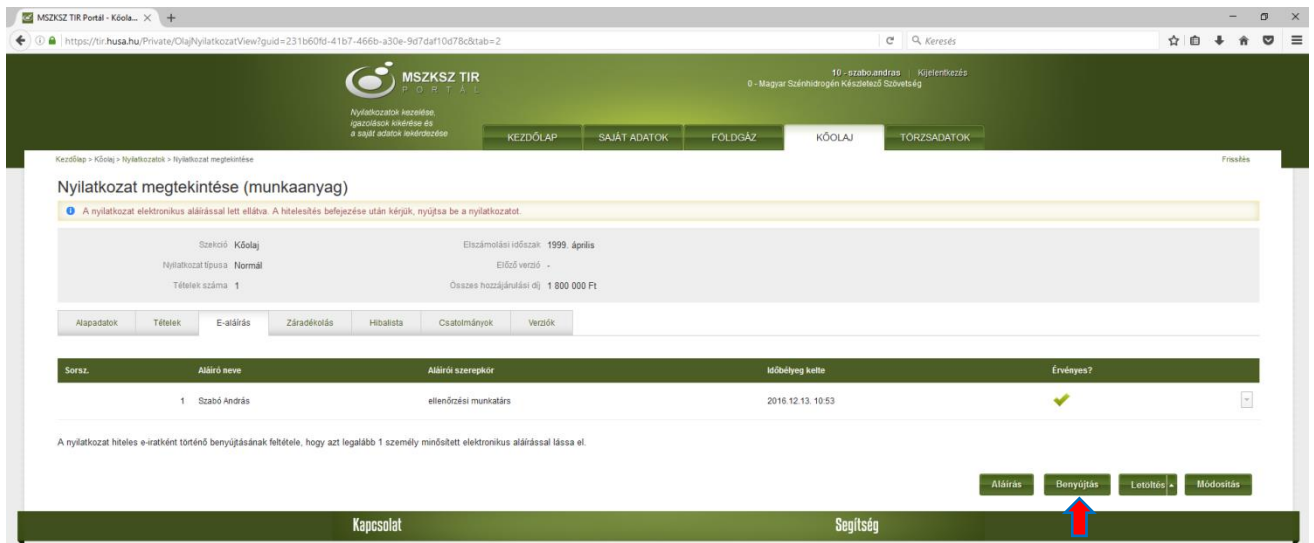 MSZKSZ TIR Portál - Kőola...
https://tir.husa.hu/Private/OlajNyilatkozatView?guid=231b60fd-41b7-466b-a30e-9d7daf10d78c&tab=2
Keresés
MSZKSZ TIR
PORTÁL
10 - szabo.andras | Kijelentkezés
0 - Magyar Szénhidrogén Készletező Szövetség
Nyilatkozatok kezelése,
igazolások kikérése és
a saját adatok lekérdezése
KEZDŐLAP SAJÁT ADATOK FÖLDGÁZ KŐOLAJ TÖRZSADATOK
Kezdőlap > Kőolaj > Nyilatkozatok > Nyilatkozat megtekintése
Frissítés
Nyilatkozat megtekintése (munkaanyag)
A nyilatkozat elektronikus aláírással lett ellátva. A hitelesítés befejezése után kérjük, nyújtsa be a nyilatkozatot.
Szekció Kőolaj Elszámolási időszak 1999. április
Nyilatkozat típusa Normál Előző verzió -
Tételek száma 1 Összes hozzájárulási díj 1 800 000 Ft
Alapadatok Tételek E-aláírás Záradékolás Hibalista Csatolmányok Verziók
Sorsz. Aláíró neve Aláírói szerepkör Időbélyeg kelte Érvényes?
1 Szabó András ellenőrzési munkatárs 2016.12.13. 10:53
A nyilatkozat hiteles e-iratként történő benyújtásának feltétele, hogy azt legalább 1 személy minősített elektronikus aláírással lássa el.
Aláírás Benyújtás Letöltés Módosítás
Kapcsolat Segítség